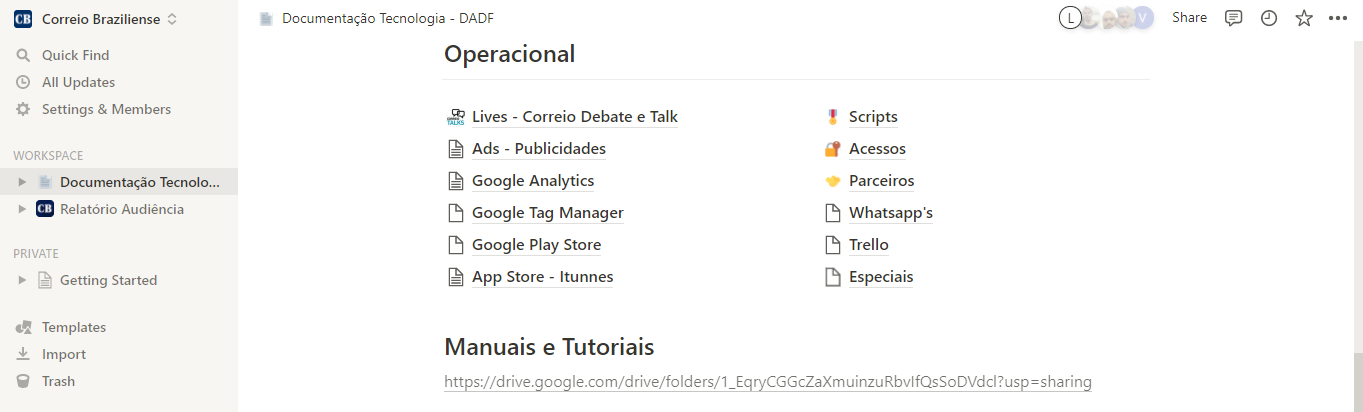 CB Correio Braziliense
Quick Find
All Updates
Settings & Members
WORKSPACE
Documentação Tecnolo...
CB Relatório Audiência
PRIVATE
Getting Started
Templates
Import
Trash
Documentação Tecnologia - DADF
L V Share
Operacional
TALKS Lives - Correio Debate e Talk
Ads - Publicidades
Google Analytics
Google Tag Manager
Google Play Store
App Store - Itunnes
Scripts
Acessos
Parceiros
Whatsapp's
Trello
Especiais
Manuais e Tutoriais
https://drive.google.com/drive/folders/1_EqryCGGcZaXmuinzuRbvIfQsSoDVdcl?usp=sharing